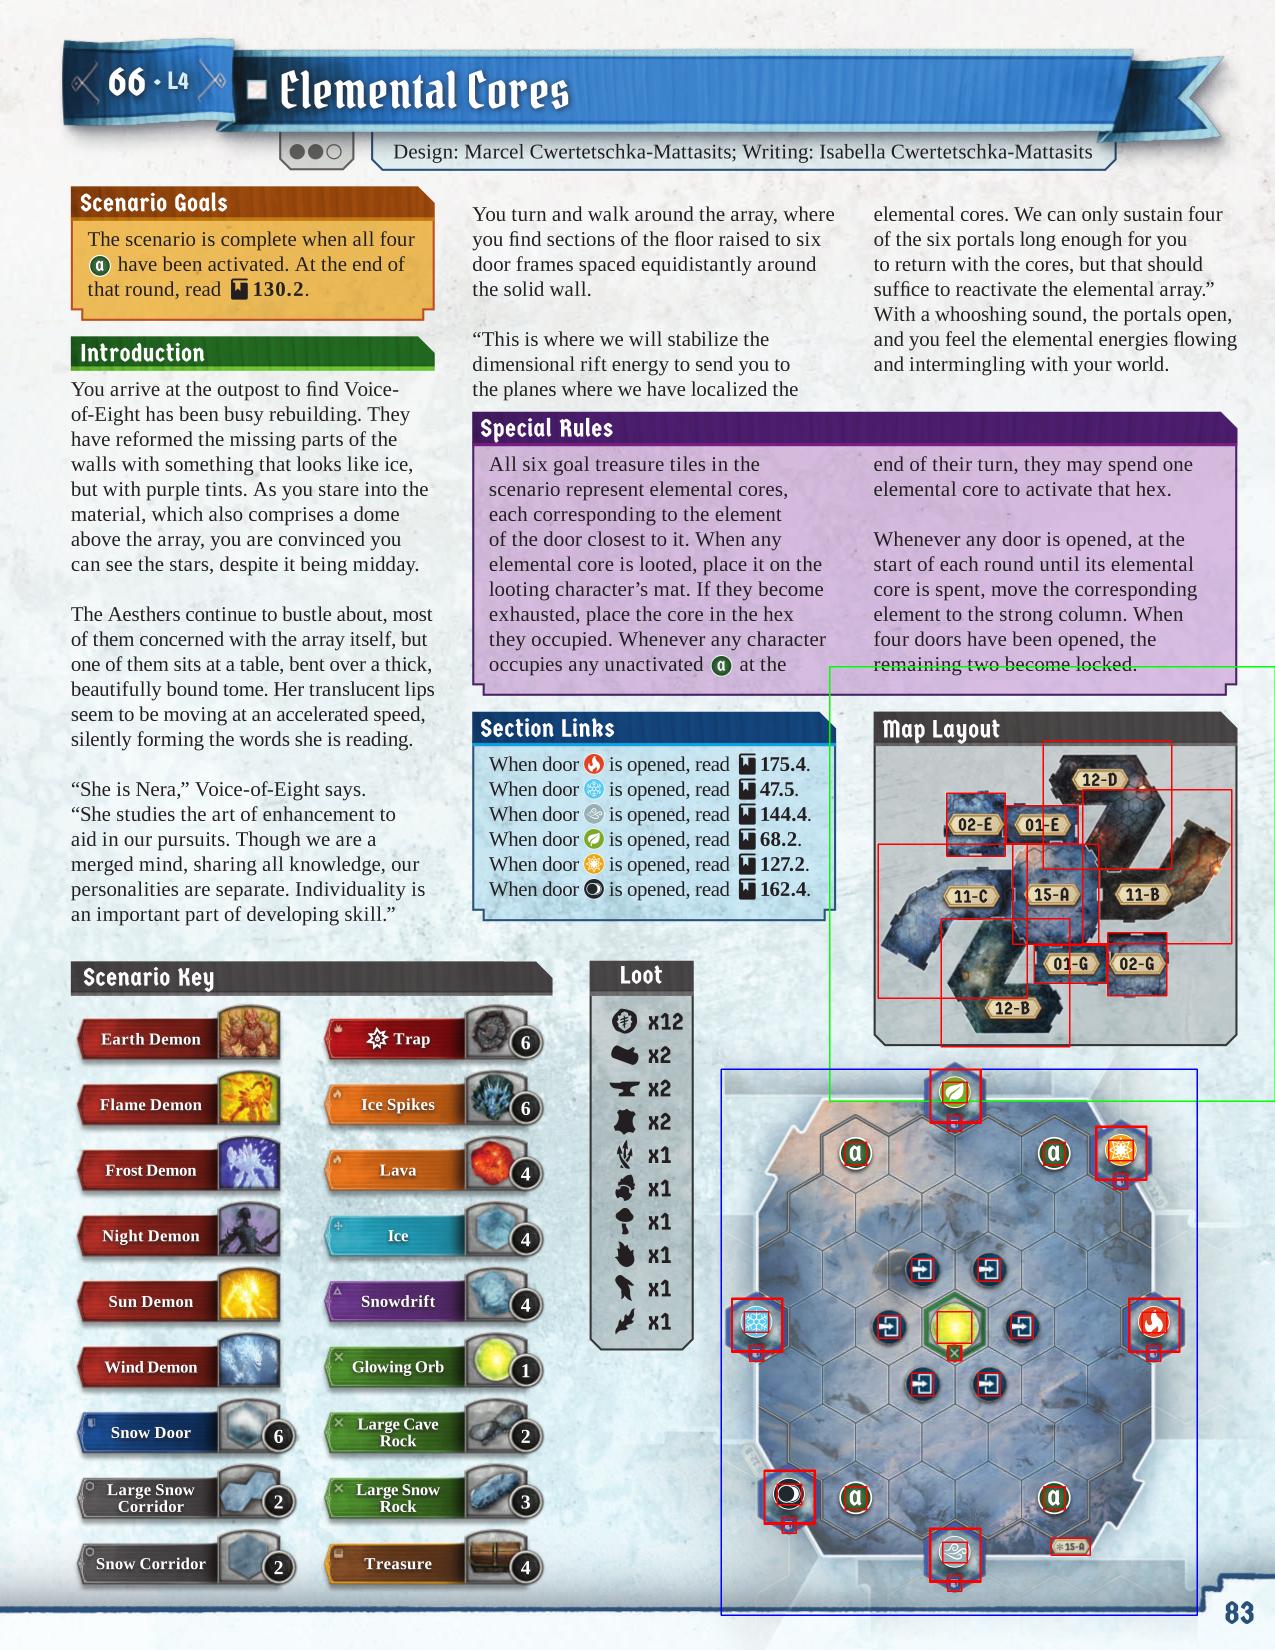 66 • L4
Elemental Cores
Design: Marcel Cwertetschka-Mattasits; Writing: Isabella Cwertetschka-Mattasits
Scenario Goals
The scenario is complete when all four
a have been activated. At the end of
that round, read 130.2.
Introduction
You arrive at the outpost to find Voice-
of-Eight has been busy rebuilding. They
have reformed the missing parts of the
walls with something that looks like ice,
but with purple tints. As you stare into the
material, which also comprises a dome
above the array, you are convinced you
can see the stars, despite it being midday.
The Aesthers continue to bustle about, most
of them concerned with the array itself, but
one of them sits at a table, bent over a thick,
beautifully bound tome. Her translucent lips
seem to be moving at an accelerated speed,
silently forming the words she is reading.
“She is Nera,” Voice-of-Eight says.
“She studies the art of enhancement to
aid in our pursuits. Though we are a
merged mind, sharing all knowledge, our
personalities are separate. Individuality is
an important part of developing skill.”
You turn and walk around the array, where
you find sections of the floor raised to six
door frames spaced equidistantly around
the solid wall.
“This is where we will stabilize the
dimensional rift energy to send you to
the planes where we have localized the
elemental cores. We can only sustain four
of the six portals long enough for you
to return with the cores, but that should
suffice to reactivate the elemental array.”
With a whooshing sound, the portals open,
and you feel the elemental energies flowing
and intermingling with your world.
Special Rules
All six goal treasure tiles in the
scenario represent elemental cores,
each corresponding to the element
of the door closest to it. When any
elemental core is looted, place it on the
looting character’s mat. If they become
exhausted, place the core in the hex
they occupied. Whenever any character
occupies any unactivated a at the
end of their turn, they may spend one
elemental core to activate that hex.
Whenever any door is opened, at the
start of each round until its elemental
core is spent, move the corresponding
element to the strong column. When
four doors have been opened, the
remaining two become locked.
Section Links
When door is opened, read 175.4.
When door is opened, read 47.5.
When door is opened, read 144.4.
When door is opened, read 68.2.
When door is opened, read 127.2.
When door is opened, read 162.4.
Map Layout
12-D
02-E
01-E
11-C
15-A
11-B
01-G
02-G
12-B
Scenario Key
Earth Demon
Flame Demon
Frost Demon
Night Demon
Sun Demon
Wind Demon
Snow Door 6
Large Snow
Corridor 2
Snow Corridor 2
Trap 6
Ice Spikes 6
Lava 4
Ice 4
Snowdrift 4
Glowing Orb 1
Large Cave
Rock 2
Large Snow
Rock 3
Treasure 4
Loot
x12
x2
x2
x2
x1
x1
x1
x1
x1
x1
a
a
a
a
15-A
83